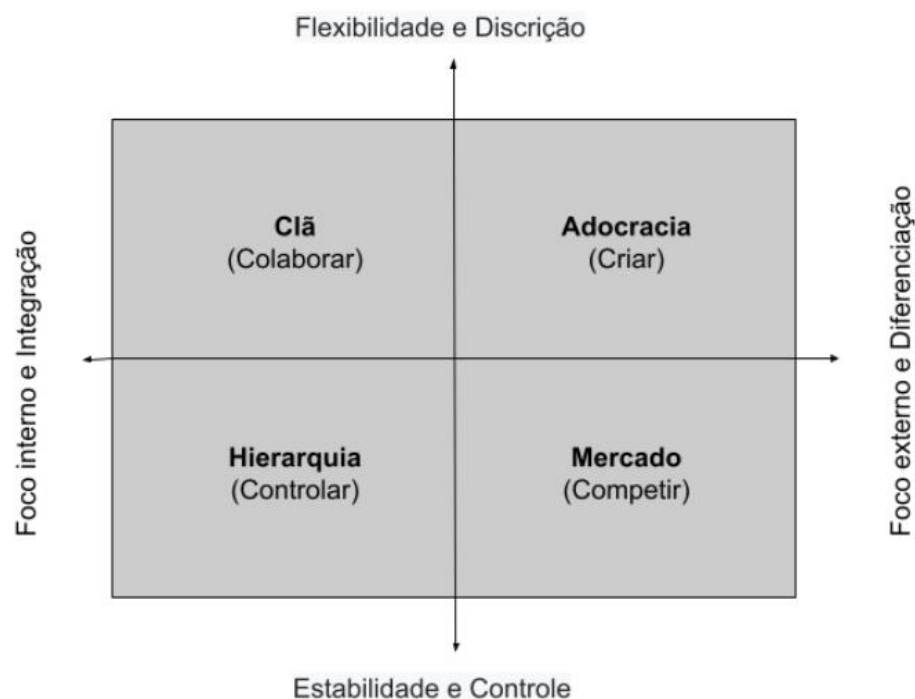 Flexibilidade e Discrição
Foco interno e Integração
Clã
(Colaborar)
Adocracia
(Criar)
Foco externo e Diferenciação
Hierarquia
(Controlar)
Mercado
(Competir)
Estabilidade e Controle